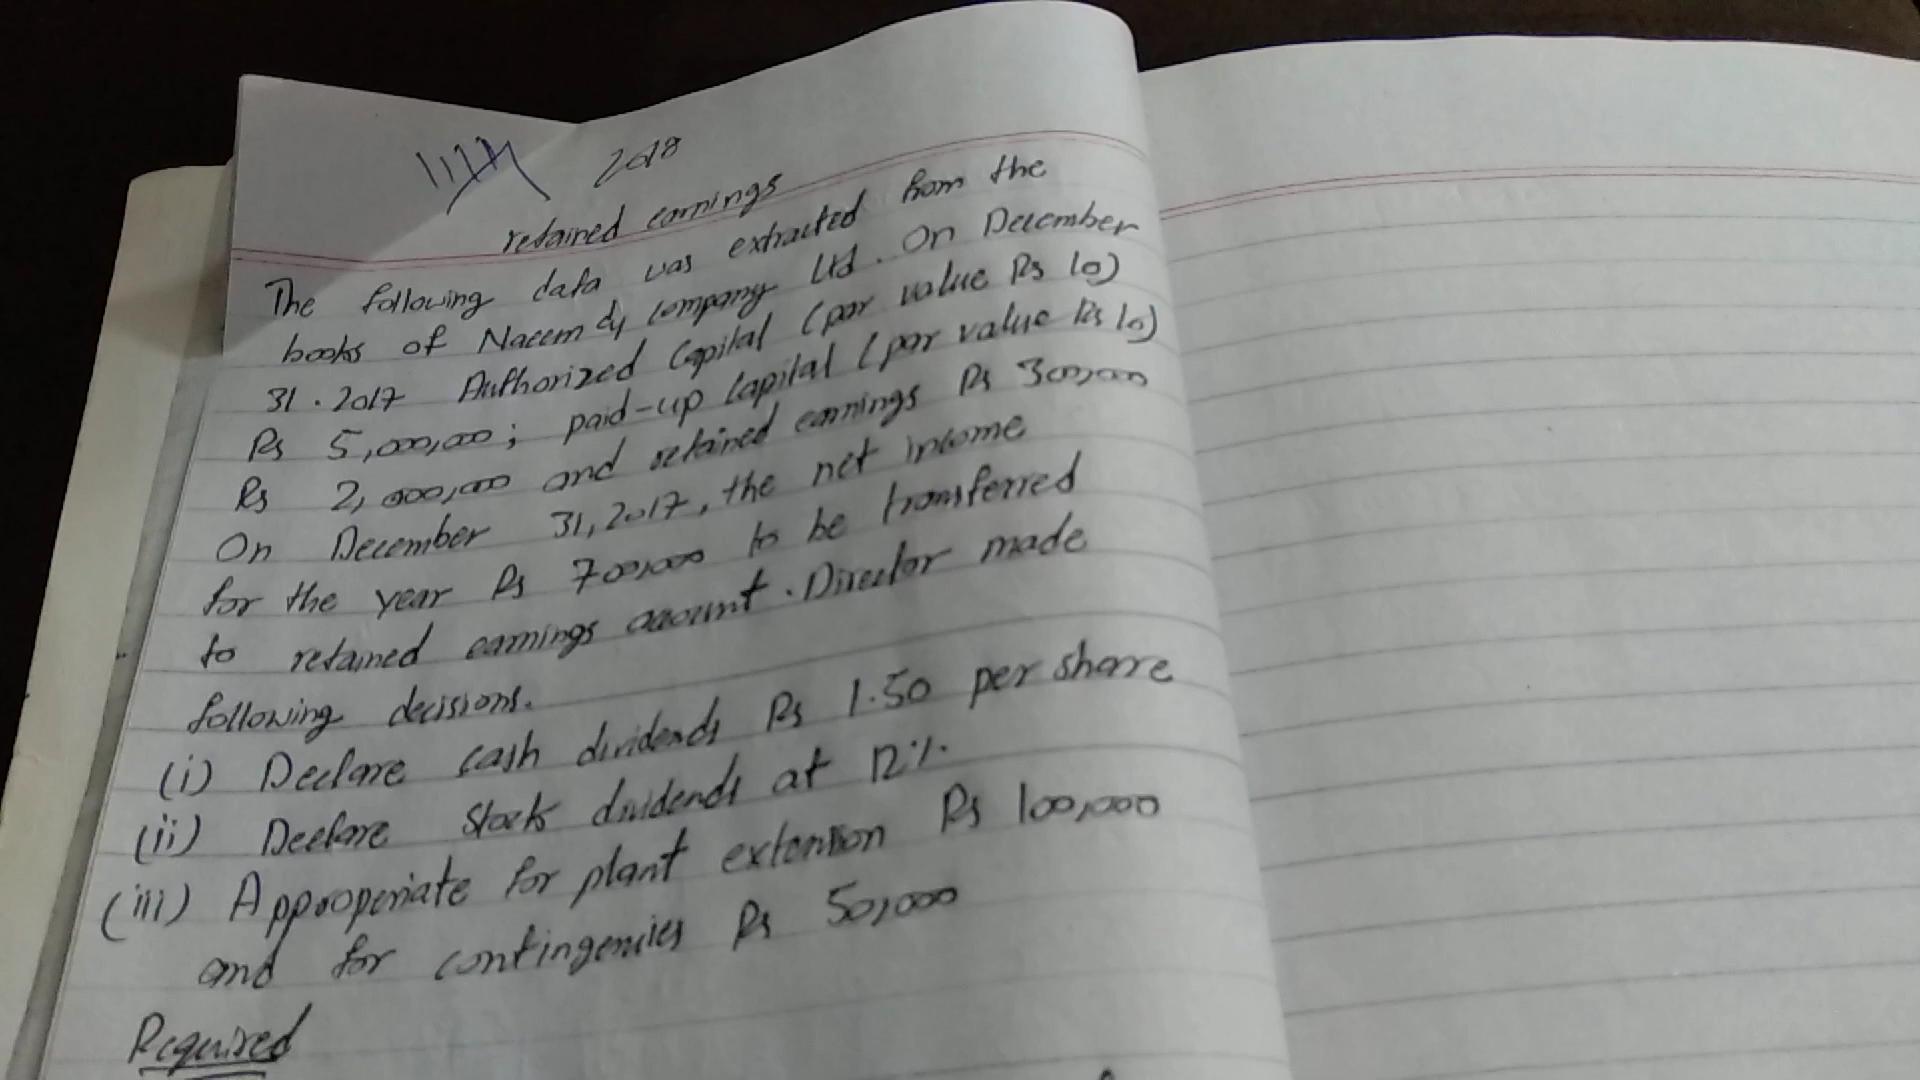 2018
retained earnings
The following data was extracted from the
books of Naeem dy company Ltd. On December
31. 2017 Authorized Capital (par value Rs 10)
Rs 5,000,000; paid-up Capital (par value Rs 10)
Rs 2,000,000 and retained earnings Rs 300,000
On December 31, 2017, the net income
for the year Rs 700,000 to be transferred
to retained earnings account. Director made
following decisions.
(i) Declare cash dividends Rs 1.50 per share
(ii) Declare stock dividends at 12%.
(iii) Appropriate for plant extension Rs 100,000
and for contingencies Rs 50,000
Required